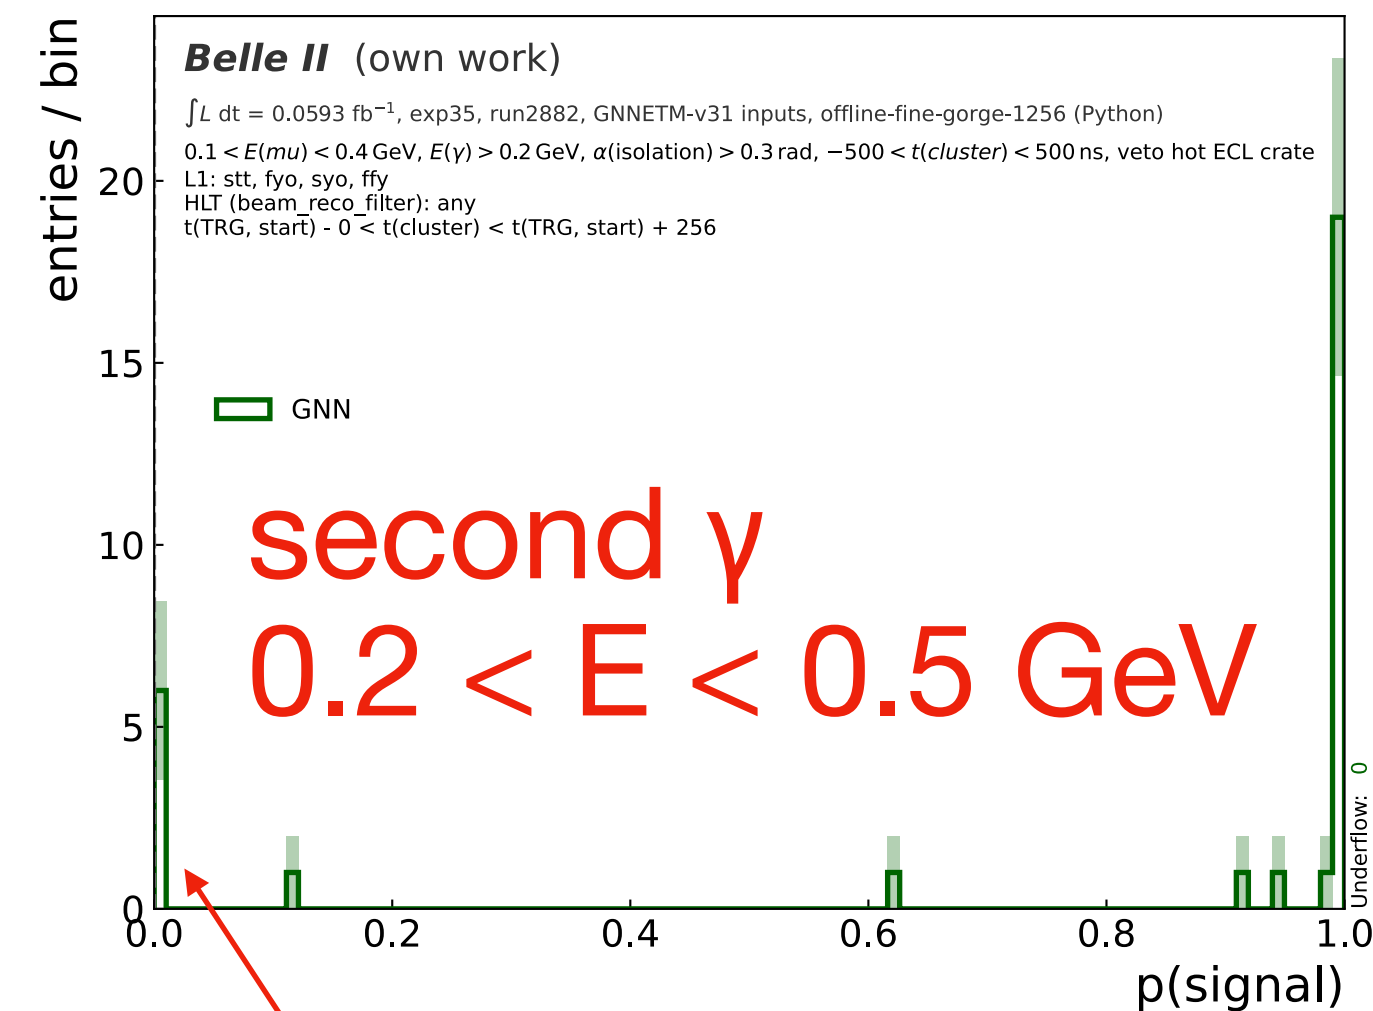 entries / bin
Belle II (own work)
∫L dt = 0.0593 fb⁻¹, exp35, run2882, GNNETM-v31 inputs, offline-fine-gorge-1256 (Python)
0.1 < E(mu) < 0.4 GeV, E(γ) > 0.2 GeV, α(isolation) > 0.3 rad, −500 < t(cluster) < 500 ns, veto hot ECL crate
L1: stt, fyo, syo, ffy
HLT (beam_reco_filter): any
t(TRG, start) - 0 < t(cluster) < t(TRG, start) + 256
20
15
GNN
10
second γ
0.2 < E < 0.5 GeV
5
0
Underflow: 0
0.0 0.2 0.4 0.6 0.8 1.0
p(signal)